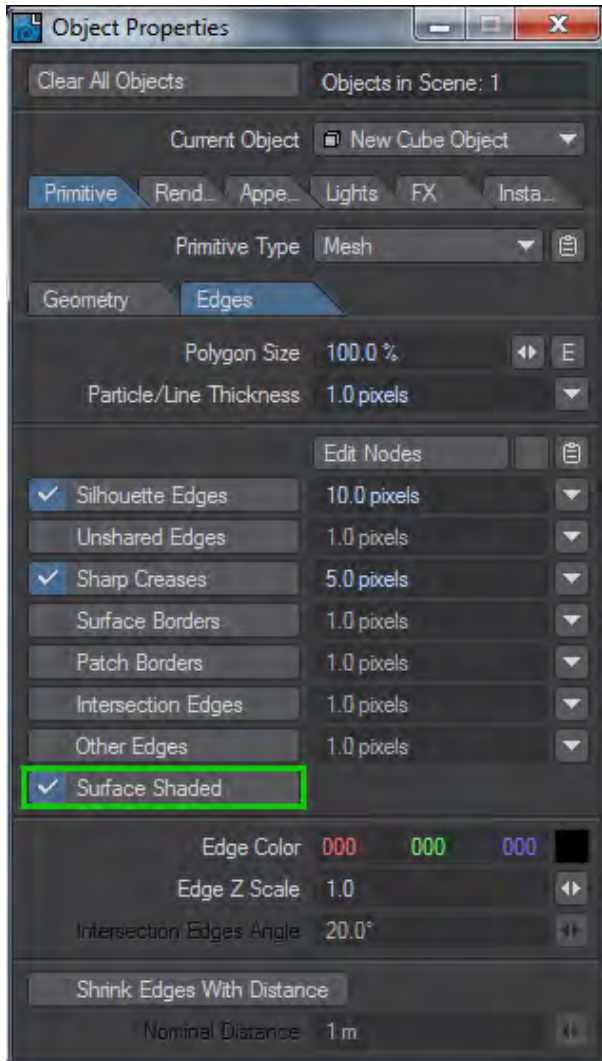 Object Properties
Clear All Objects Objects in Scene: 1
Current Object New Cube Object
Primitive Rend... Appe... Lights FX Insta...
Primitive Type Mesh
Geometry Edges
Polygon Size 100.0 % E
Particle/Line Thickness 1.0 pixels
Edit Nodes
Silhouette Edges 10.0 pixels
Unshared Edges 1.0 pixels
Sharp Creases 5.0 pixels
Surface Borders 1.0 pixels
Patch Borders 1.0 pixels
Intersection Edges 1.0 pixels
Other Edges 1.0 pixels
Surface Shaded
Edge Color 000 000 000
Edge Z Scale 1.0
Intersection Edges Angle 20.0°
Shrink Edges With Distance
Nominal Distance 1 m